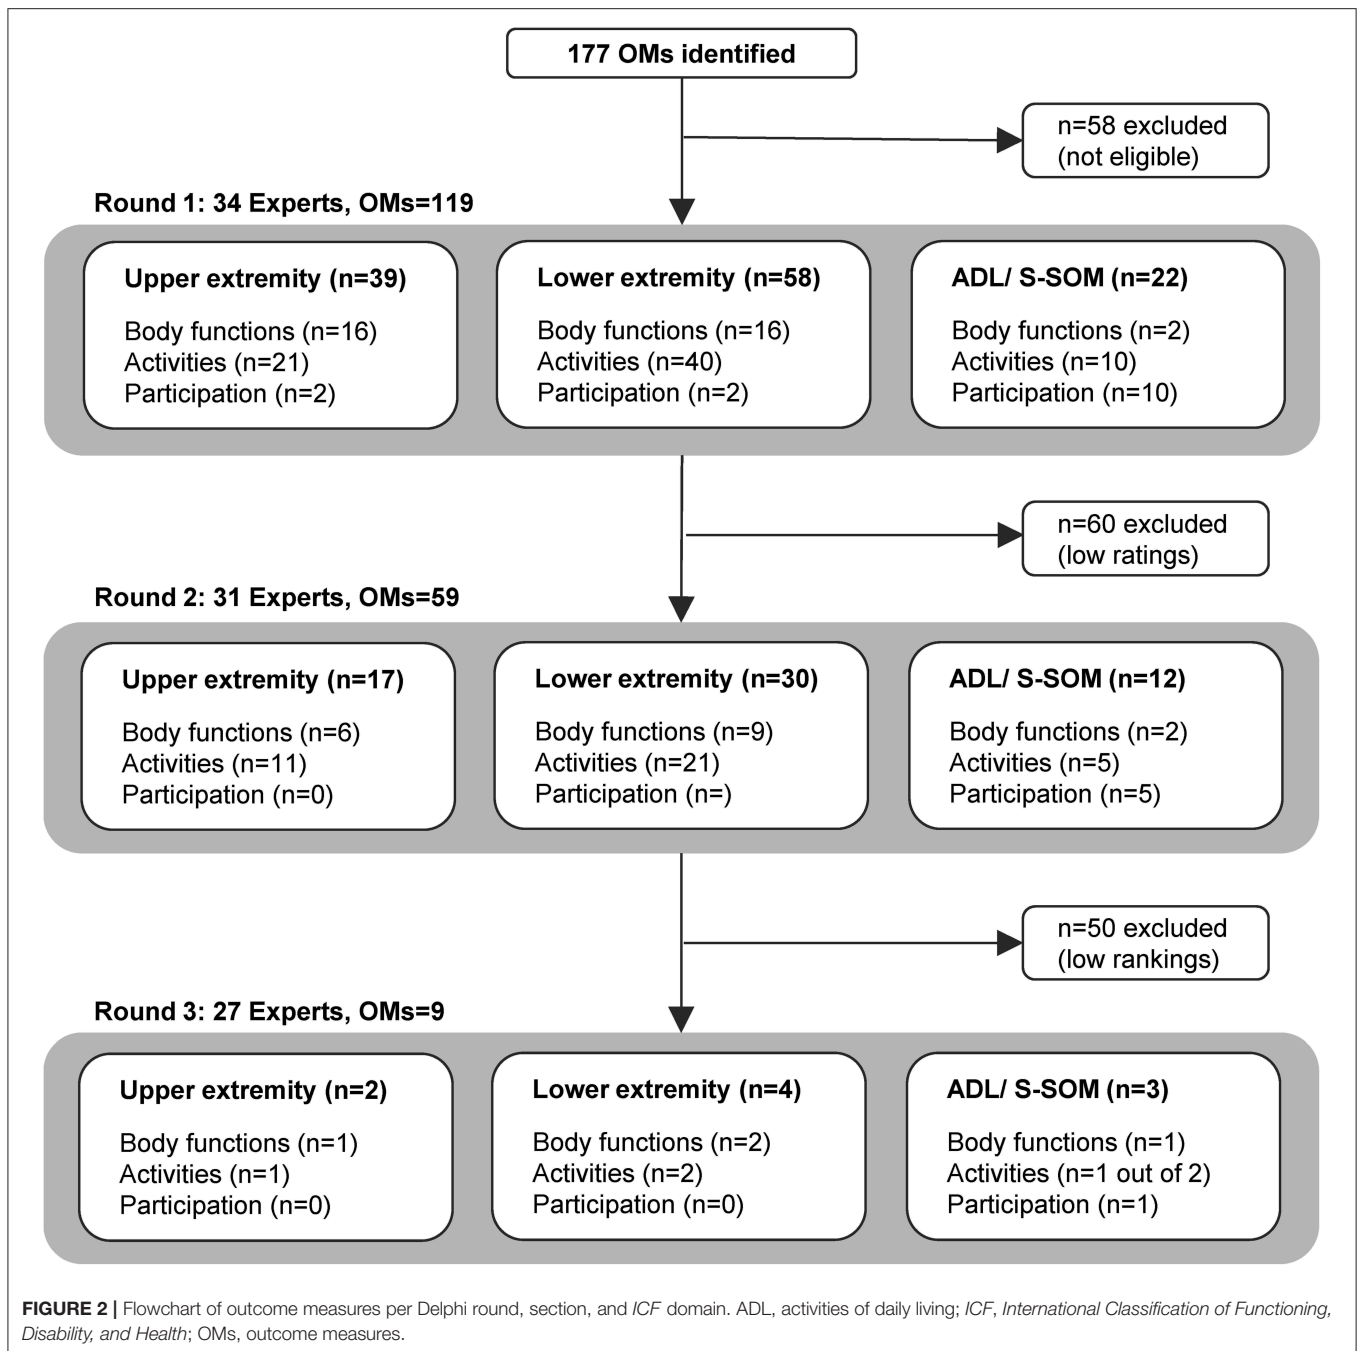 177 OMs identified
n=58 excluded
(not eligible)
Round 1: 34 Experts, OMs=119
Upper extremity (n=39)
Body functions (n=16)
Activities (n=21)
Participation (n=2)
Lower extremity (n=58)
Body functions (n=16)
Activities (n=40)
Participation (n=2)
ADL/ S-SOM (n=22)
Body functions (n=2)
Activities (n=10)
Participation (n=10)
n=60 excluded
(low ratings)
Round 2: 31 Experts, OMs=59
Upper extremity (n=17)
Body functions (n=6)
Activities (n=11)
Participation (n=0)
Lower extremity (n=30)
Body functions (n=9)
Activities (n=21)
Participation (n=)
ADL/ S-SOM (n=12)
Body functions (n=2)
Activities (n=5)
Participation (n=5)
n=50 excluded
(low rankings)
Round 3: 27 Experts, OMs=9
Upper extremity (n=2)
Body functions (n=1)
Activities (n=1)
Participation (n=0)
Lower extremity (n=4)
Body functions (n=2)
Activities (n=2)
Participation (n=0)
ADL/ S-SOM (n=3)
Body functions (n=1)
Activities (n=1 out of 2)
Participation (n=1)
FIGURE 2 | Flowchart of outcome measures per Delphi round, section, and ICF domain. ADL, activities of daily living; ICF, International Classification of Functioning,
Disability, and Health; OMs, outcome measures.